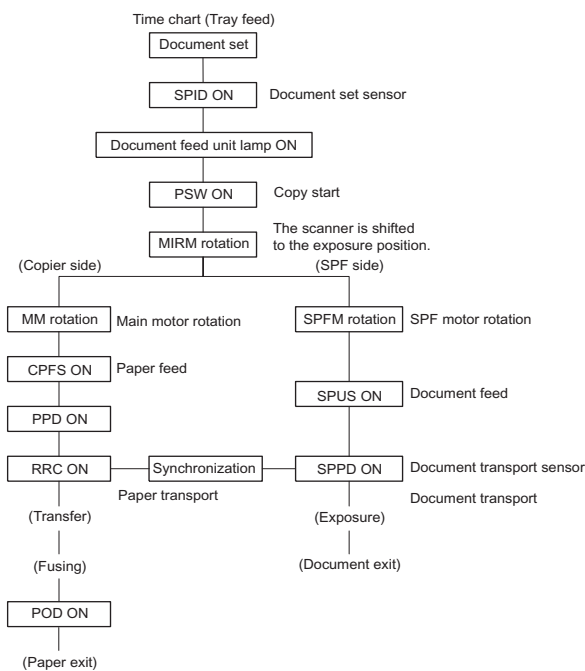 Time chart (Tray feed)
Document set
SPID ON Document set sensor
Document feed unit lamp ON
PSW ON Copy start
MIRM rotation The scanner is shifted
to the exposure position.
(Copier side) (SPF side)
MM rotation Main motor rotation SPFM rotation SPF motor rotation
CPFS ON Paper feed
SPUS ON Document feed
PPD ON
RRC ON Synchronization SPPD ON Document transport sensor
Paper transport Document transport
(Transfer) (Exposure)
(Fusing) (Document exit)
POD ON
(Paper exit)